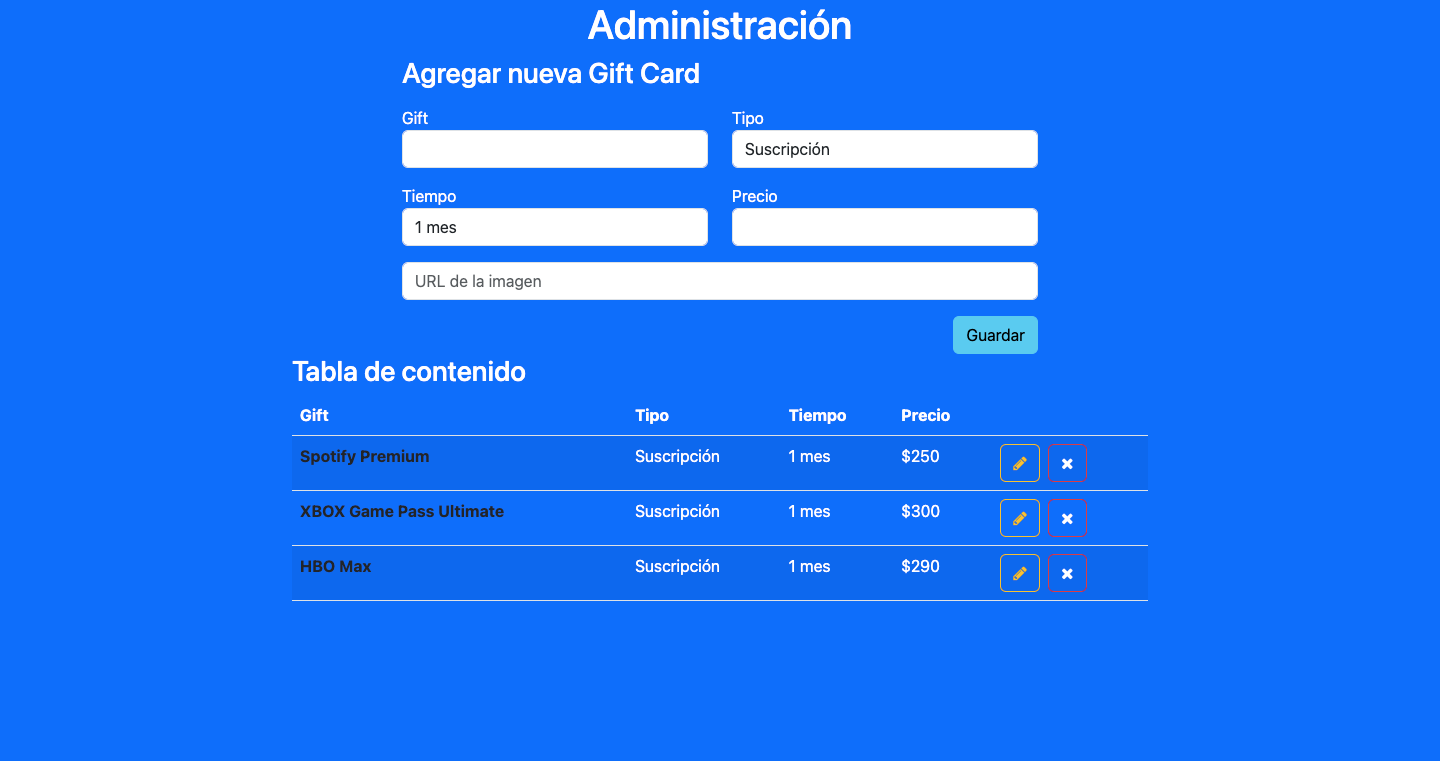 Administración
Agregar nueva Gift Card
Gift Tipo
Suscripción
Tiempo Precio
1 mes
URL de la imagen
Guardar
Tabla de contenido
Gift Tipo Tiempo Precio
Spotify Premium Suscripción 1 mes $250
XBOX Game Pass Ultimate Suscripción 1 mes $300
HBO Max Suscripción 1 mes $290